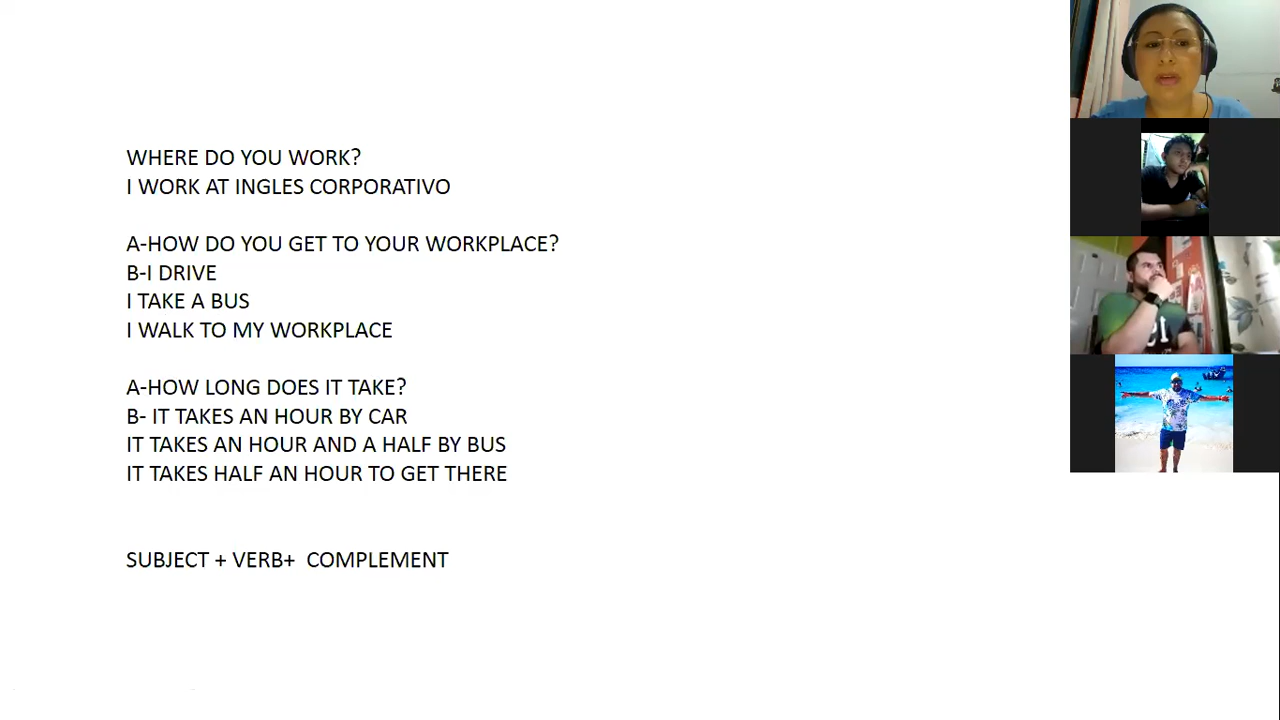 WHERE DO YOU WORK?
I WORK AT INGLES CORPORATIVO
A-HOW DO YOU GET TO YOUR WORKPLACE?
B-I DRIVE
I TAKE A BUS
I WALK TO MY WORKPLACE
A-HOW LONG DOES IT TAKE?
B- IT TAKES AN HOUR BY CAR
IT TAKES AN HOUR AND A HALF BY BUS
IT TAKES HALF AN HOUR TO GET THERE
SUBJECT + VERB+  COMPLEMENT